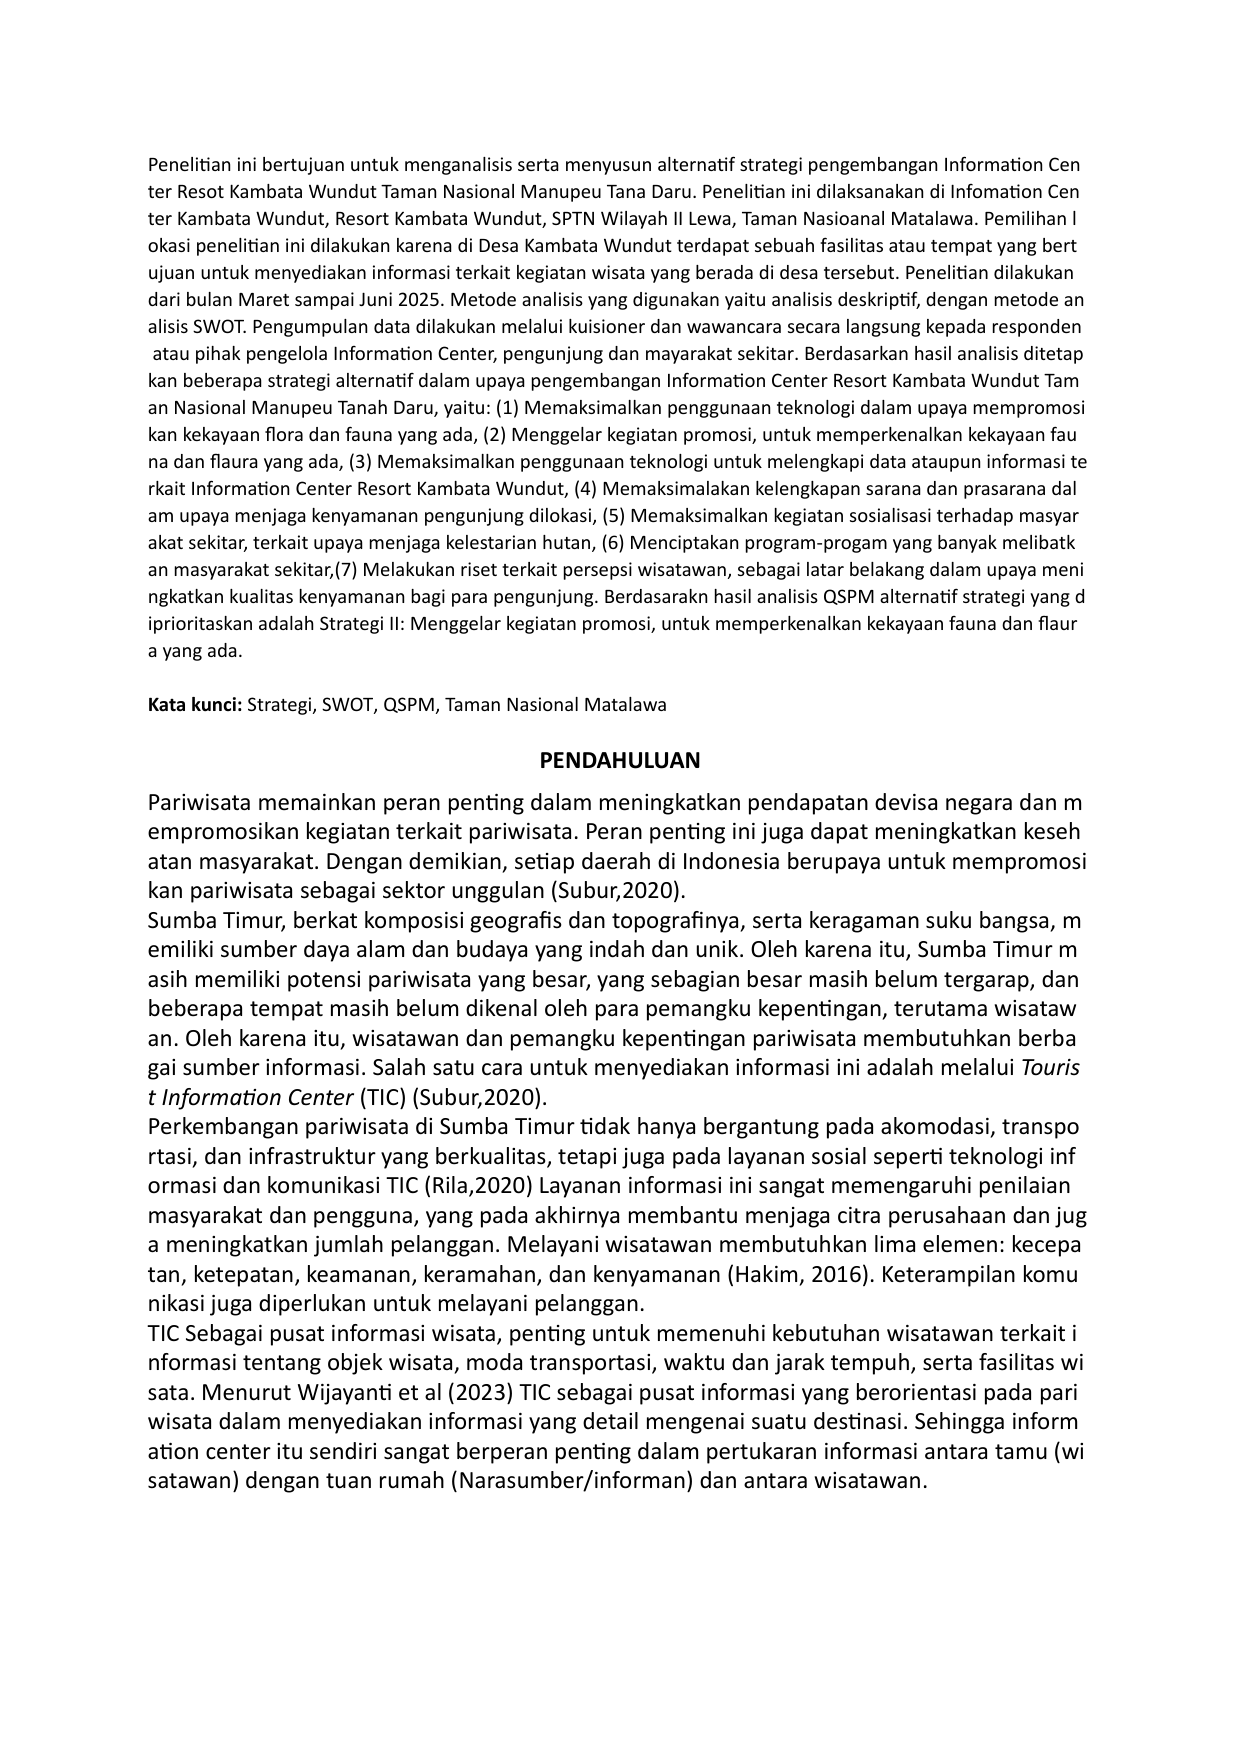 Penelitian ini bertujuan untuk menganalisis serta menyusun alternatif strategi pengembangan Information Cen
ter Resot Kambata Wundut Taman Nasional Manupeu Tana Daru. Penelitian ini dilaksanakan di Infomation Cen
ter Kambata Wundut, Resort Kambata Wundut, SPTN Wilayah II Lewa, Taman Nasioanal Matalawa. Pemilihan l
okasi penelitian ini dilakukan karena di Desa Kambata Wundut terdapat sebuah fasilitas atau tempat yang bert
ujuan untuk menyediakan informasi terkait kegiatan wisata yang berada di desa tersebut. Penelitian dilakukan
dari bulan Maret sampai Juni 2025. Metode analisis yang digunakan yaitu analisis deskriptif, dengan metode an
alisis SWOT. Pengumpulan data dilakukan melalui kuisioner dan wawancara secara langsung kepada responden
atau pihak pengelola Information Center, pengunjung dan mayarakat sekitar. Berdasarkan hasil analisis ditetap
kan beberapa strategi alternatif dalam upaya pengembangan Information Center Resort Kambata Wundut Tam
an Nasional Manupeu Tanah Daru, yaitu: (1) Memaksimalkan penggunaan teknologi dalam upaya mempromosi
kan kekayaan flora dan fauna yang ada, (2) Menggelar kegiatan promosi, untuk memperkenalkan kekayaan fau
na dan flaura yang ada, (3) Memaksimalkan penggunaan teknologi untuk melengkapi data ataupun informasi te
rkait Information Center Resort Kambata Wundut, (4) Memaksimalakan kelengkapan sarana dan prasarana dal
am upaya menjaga kenyamanan pengunjung dilokasi, (5) Memaksimalkan kegiatan sosialisasi terhadap masyar
akat sekitar, terkait upaya menjaga kelestarian hutan, (6) Menciptakan program-progam yang banyak melibatk
an masyarakat sekitar,(7) Melakukan riset terkait persepsi wisatawan, sebagai latar belakang dalam upaya meni
ngkatkan kualitas kenyamanan bagi para pengunjung. Berdasarakn hasil analisis QSPM alternatif strategi yang d
iprioritaskan adalah Strategi II: Menggelar kegiatan promosi, untuk memperkenalkan kekayaan fauna dan flaur
a yang ada.
Kata kunci: Strategi, SWOT, QSPM, Taman Nasional Matalawa
PENDAHULUAN
Pariwisata memainkan peran penting dalam meningkatkan pendapatan devisa negara dan m
empromosikan kegiatan terkait pariwisata. Peran penting ini juga dapat meningkatkan keseh
atan masyarakat. Dengan demikian, setiap daerah di Indonesia berupaya untuk mempromosi
kan pariwisata sebagai sektor unggulan (Subur,2020).
Sumba Timur, berkat komposisi geografis dan topografinya, serta keragaman suku bangsa, m
emiliki sumber daya alam dan budaya yang indah dan unik. Oleh karena itu, Sumba Timur m
asih memiliki potensi pariwisata yang besar, yang sebagian besar masih belum tergarap, dan
beberapa tempat masih belum dikenal oleh para pemangku kepentingan, terutama wisataw
an. Oleh karena itu, wisatawan dan pemangku kepentingan pariwisata membutuhkan berba
gai sumber informasi. Salah satu cara untuk menyediakan informasi ini adalah melalui Touris
t Information Center (TIC) (Subur,2020).
Perkembangan pariwisata di Sumba Timur tidak hanya bergantung pada akomodasi, transpo
rtasi, dan infrastruktur yang berkualitas, tetapi juga pada layanan sosial seperti teknologi inf
ormasi dan komunikasi TIC (Rila,2020) Layanan informasi ini sangat memengaruhi penilaian
masyarakat dan pengguna, yang pada akhirnya membantu menjaga citra perusahaan dan jug
a meningkatkan jumlah pelanggan. Melayani wisatawan membutuhkan lima elemen: kecepa
tan, ketepatan, keamanan, keramahan, dan kenyamanan (Hakim, 2016). Keterampilan komu
nikasi juga diperlukan untuk melayani pelanggan.
TIC Sebagai pusat informasi wisata, penting untuk memenuhi kebutuhan wisatawan terkait i
nformasi tentang objek wisata, moda transportasi, waktu dan jarak tempuh, serta fasilitas wi
sata. Menurut Wijayanti et al (2023) TIC sebagai pusat informasi yang berorientasi pada pari
wisata dalam menyediakan informasi yang detail mengenai suatu destinasi. Sehingga inform
ation center itu sendiri sangat berperan penting dalam pertukaran informasi antara tamu (wi
satawan) dengan tuan rumah (Narasumber/informan) dan antara wisatawan.